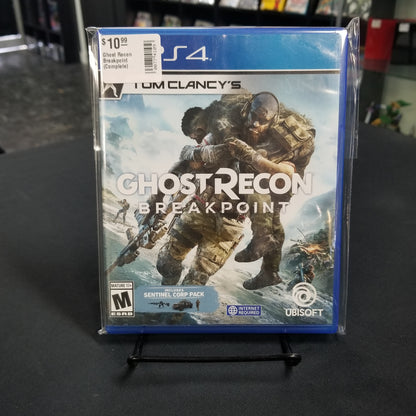 $10.99
Ghost Recon
Breakpoint
(Complete)
PS4
TOM CLANCY'S
GHOST RECON
BREAKPOINT
MATURE 17+
M
ESRB
INCLUDES
SENTINEL CORP PACK
INTERNET
REQUIRED
UBISOFT